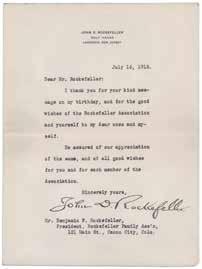 JOHN D. ROCKEFELLER
GOLF HOUSE
LAKEWOOD, NEW JERSEY
July 14, 1915.
Dear Mr. Rockefeller:
I thank you for your kind mes-
sage on my birthday, and for the good
wishes of the Rockefeller Association
and yourself to my dear ones and my-
self.
Be assured of our appreciation
of the same, and of all good wishes
for you and for each member of the
Association.
Sincerely yours,
John D. Rockefeller
Mr. Benjamin F. Rockefeller,
President, Rockefeller Family Ass'n,
121 Main St., Canon City, Colo.